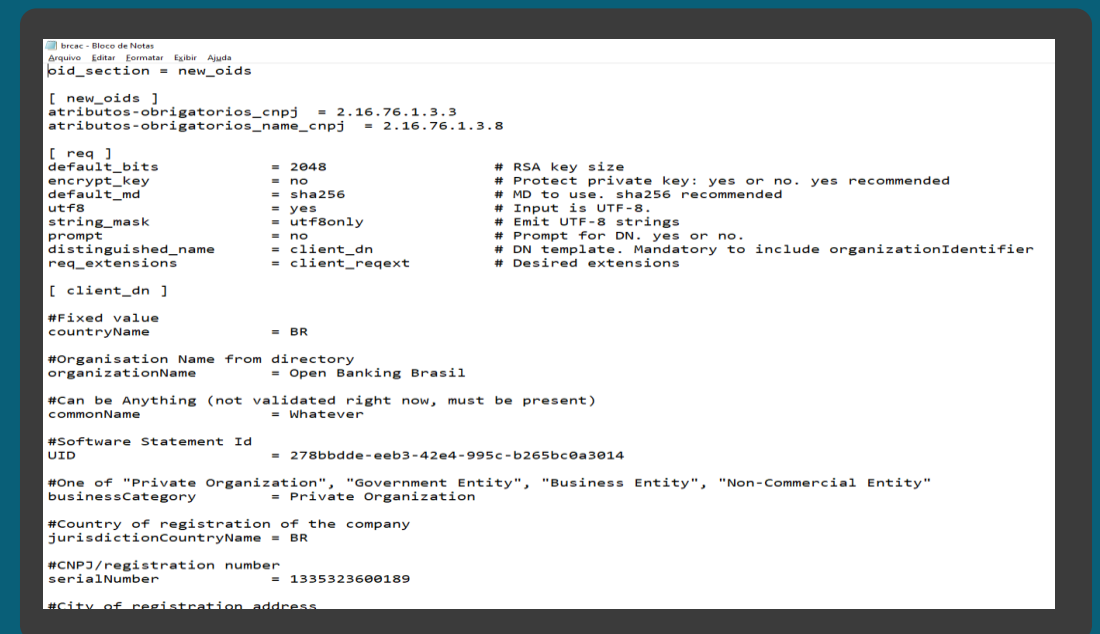 brcac - Bloco de Notas
Arquivo Editar Formatar Exibir Ajuda
oid_section = new_oids
[ new_oids ]
atributos-obrigatorios_cnpj = 2.16.76.1.3.3
atributos-obrigatorios_name_cnpj = 2.16.76.1.3.8
[ req ]
default_bits = 2048 # RSA key size
encrypt_key = no # Protect private key: yes or no. yes recommended
default_md = sha256 # MD to use. sha256 recommended
utf8 = yes # Input is UTF-8.
string_mask = utf8only # Emit UTF-8 strings
prompt = no # Prompt for DN. yes or no.
distinguished_name = client_dn # DN template. Mandatory to include organizationIdentifier
req_extensions = client_reqext # Desired extensions
[ client_dn ]
#Fixed value
countryName = BR
#Organisation Name from directory
organizationName = Open Banking Brasil
#Can be Anything (not validated right now, must be present)
commonName = Whatever
#Software Statement Id
UID = 278bbdde-eeb3-42e4-995c-b265bc0a3014
#One of "Private Organization", "Government Entity", "Business Entity", "Non-Commercial Entity"
businessCategory = Private Organization
#Country of registration of the company
jurisdictionCountryName = BR
#CNPJ/registration number
serialNumber = 1335323600189
#City of registration address